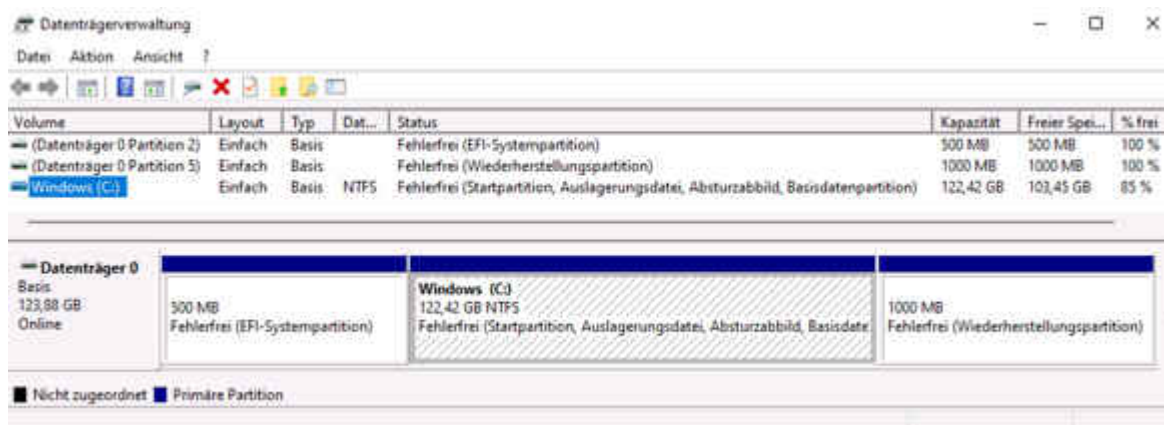 Datenträgerverwaltung
Datei Aktion Ansicht ?
Volume Layout Typ Dat... Status Kapazität Freier Spei... % frei
(Datenträger 0 Partition 2) Einfach Basis Fehlerfrei (EFI-Systempartition) 500 MB 500 MB 100 %
(Datenträger 0 Partition 5) Einfach Basis Fehlerfrei (Wiederherstellungspartition) 1000 MB 1000 MB 100 %
Windows (C:) Einfach Basis NTFS Fehlerfrei (Startpartition, Auslagerungsdatei, Absturzabbild, Basisdatenpartition) 122,42 GB 103,45 GB 85 %
Datenträger 0
Basis
123,88 GB
Online
500 MB
Fehlerfrei (EFI-Systempartition)
Windows (C:)
122,42 GB NTFS
Fehlerfrei (Startpartition, Auslagerungsdatei, Absturzabbild, Basisdate
1000 MB
Fehlerfrei (Wiederherstellungspartition)
Nicht zugeordnet Primäre Partition